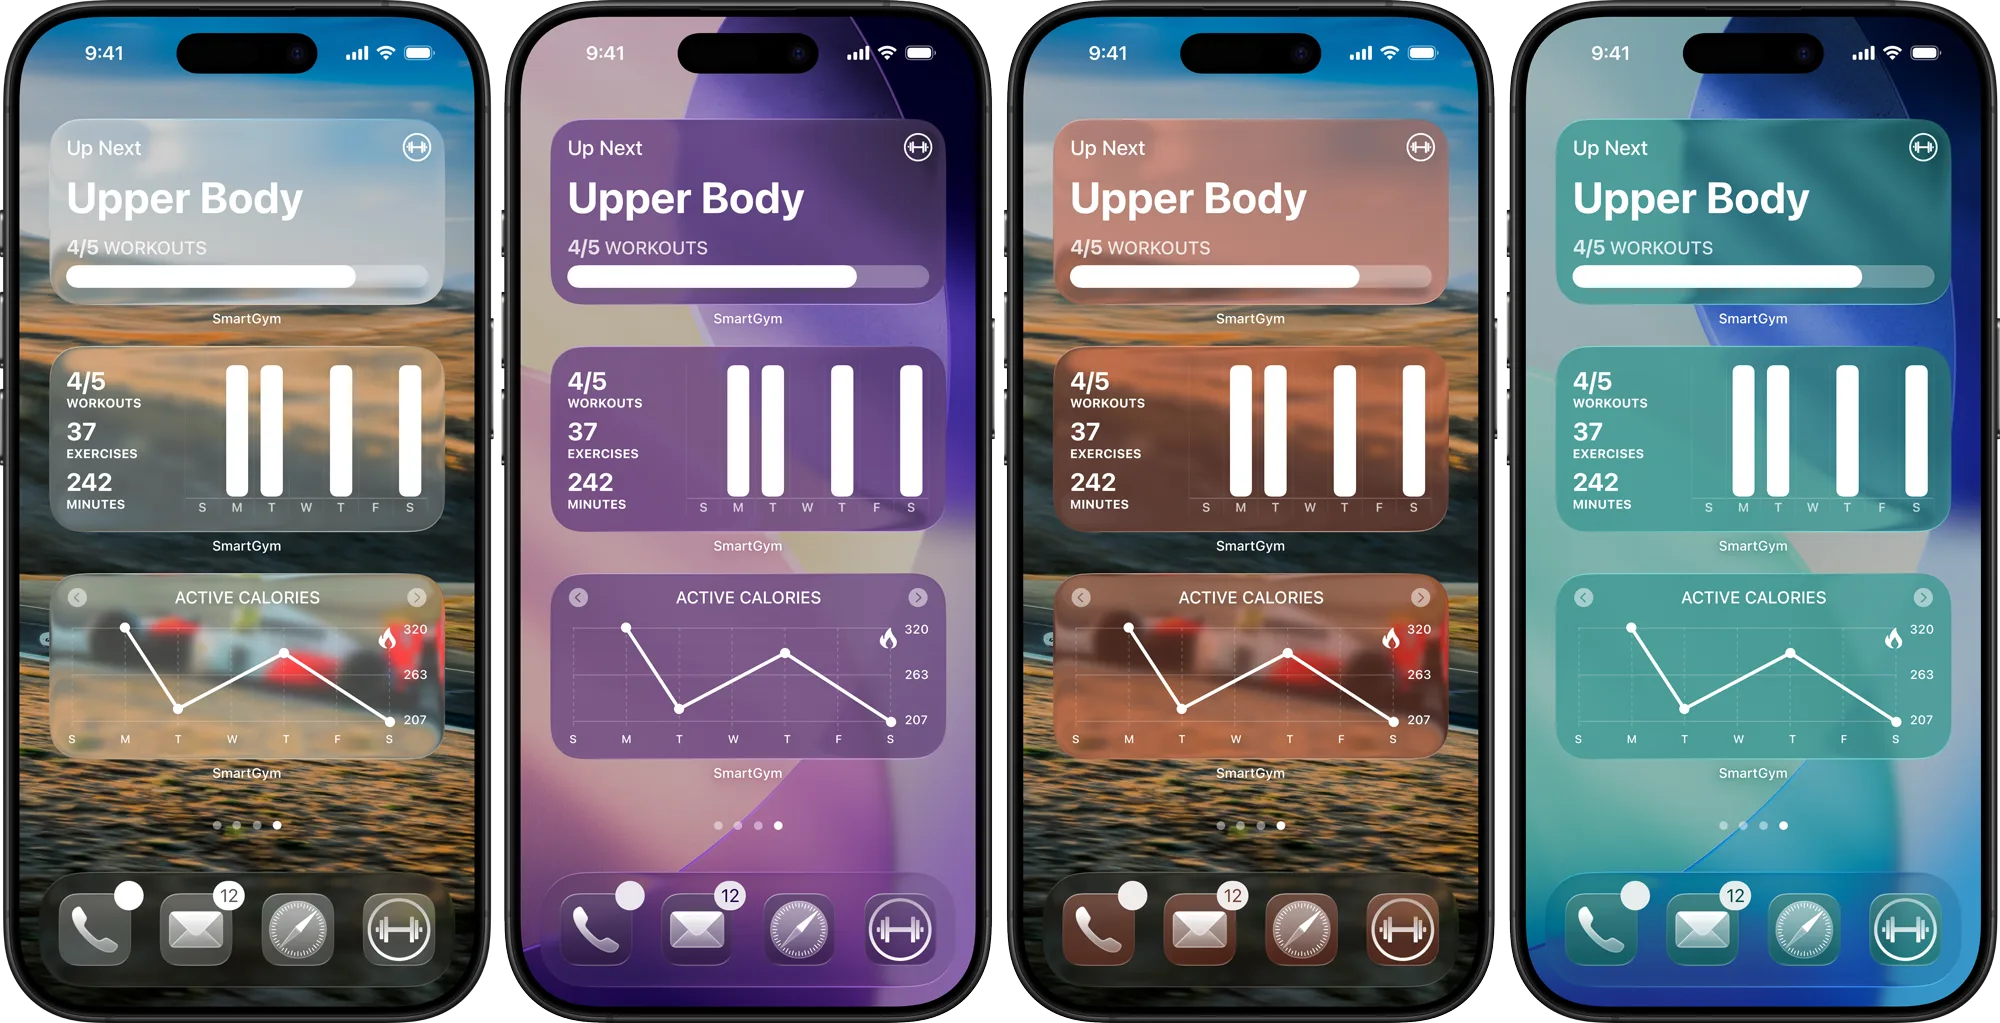 9:41
Up Next
Upper Body
4/5 WORKOUTS
SmartGym
4/5
WORKOUTS
37
EXERCISES
242
MINUTES
S M T W T F S
SmartGym
ACTIVE CALORIES
320
263
207
S M T W T F S
SmartGym
12
9:41
Up Next
Upper Body
4/5 WORKOUTS
SmartGym
4/5
WORKOUTS
37
EXERCISES
242
MINUTES
S M T W T F S
SmartGym
ACTIVE CALORIES
320
263
207
S M T W T F S
SmartGym
12
9:41
Up Next
Upper Body
4/5 WORKOUTS
SmartGym
4/5
WORKOUTS
37
EXERCISES
242
MINUTES
S M T W T F S
SmartGym
ACTIVE CALORIES
320
263
207
S M T W T F S
SmartGym
12
9:41
Up Next
Upper Body
4/5 WORKOUTS
SmartGym
4/5
WORKOUTS
37
EXERCISES
242
MINUTES
S M T W T F S
SmartGym
ACTIVE CALORIES
320
263
207
S M T W T F S
SmartGym
12